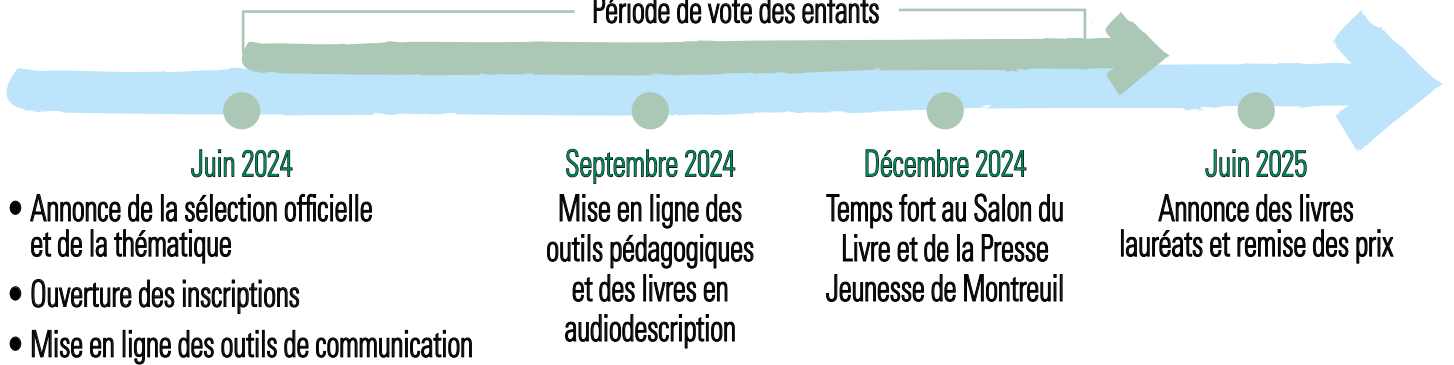 Période de vote des enfants
Juin 2024
• Annonce de la sélection officielle
et de la thématique
• Ouverture des inscriptions
• Mise en ligne des outils de communication
Septembre 2024
Mise en ligne des
outils pédagogiques
et des livres en
audiodescription
Décembre 2024
Temps fort au Salon du
Livre et de la Presse
Jeunesse de Montreuil
Juin 2025
Annonce des livres
lauréats et remise des prix